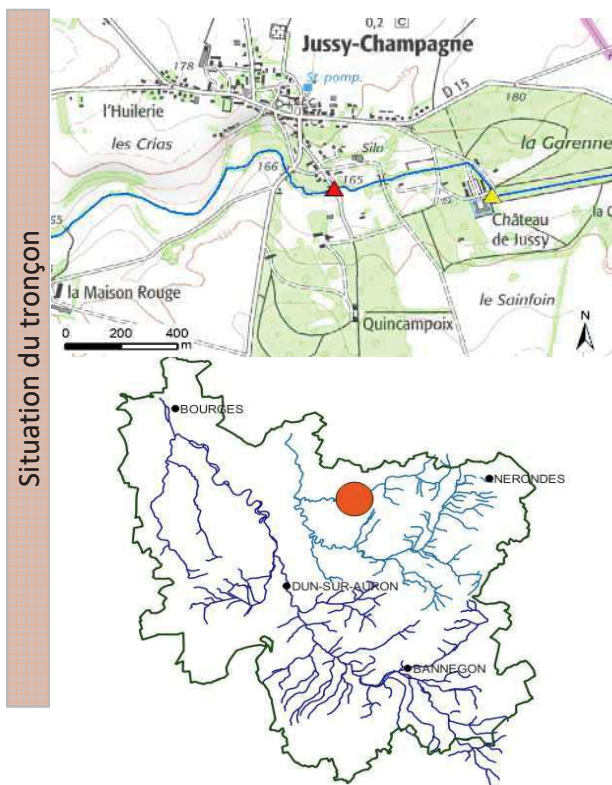 Situation du tronçon
0,2 C
Jussy-Champagne
178
St. pomp.
D 15
180
l'Huilerie
les Crias
Silo
la Garenne
166
165
Château
de Jussy
la Maison Rouge
le Sainfoin
Quincampoix
N
0 200 400
m
BOURGES
NERONDES
DUN-SUR-AURON
BANNEGON